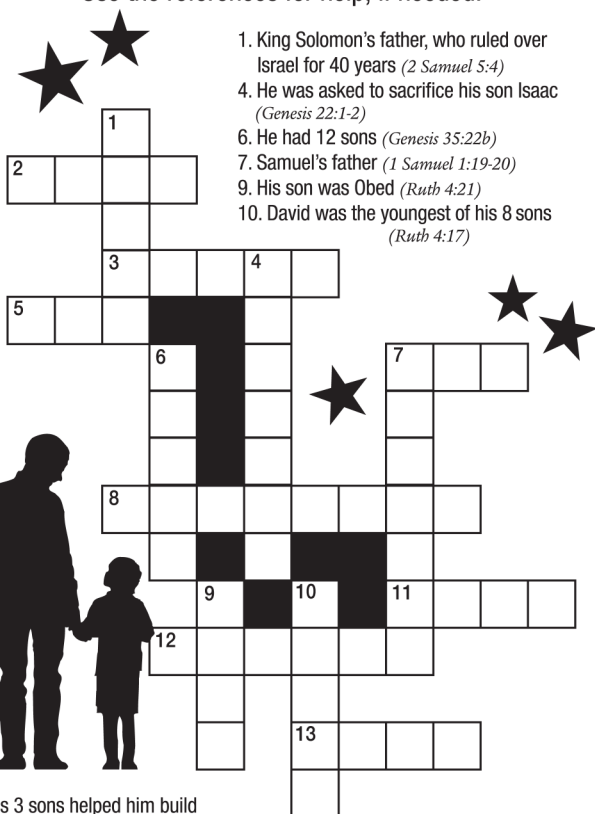 1. King Solomon's father, who ruled over
Israel for 40 years (2 Samuel 5:4)
4. He was asked to sacrifice his son Isaac
(Genesis 22:1-2)
6. He had 12 sons (Genesis 35:22b)
7. Samuel's father (1 Samuel 1:19-20)
9. His son was Obed (Ruth 4:21)
10. David was the youngest of his 8 sons
(Ruth 4:17)
1
2
3 4
5
6 7
8
9 10 11
12
13
s 3 sons helped him build